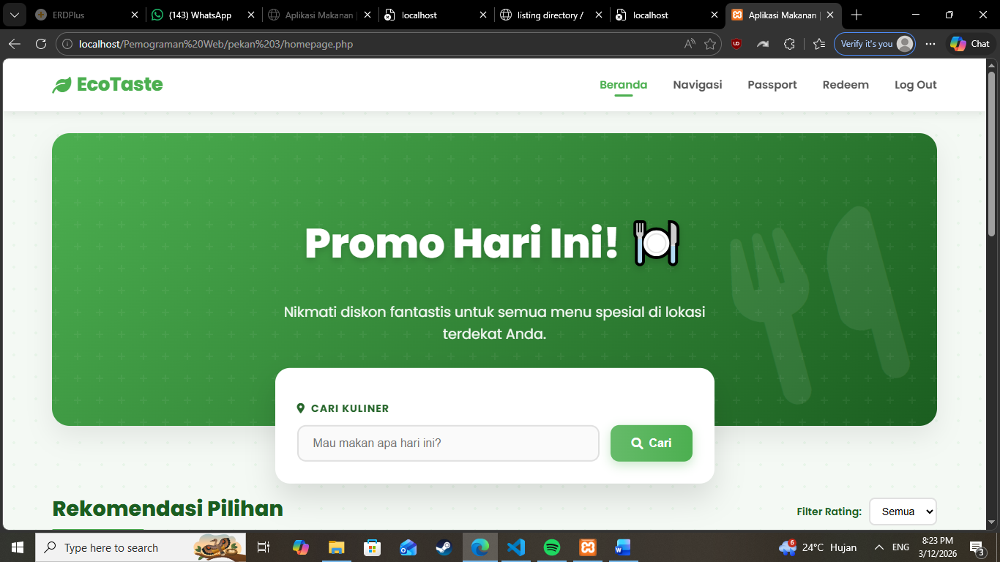 ERDPlus
(143) WhatsApp
Aplikasi Makanan |
localhost
listing directory /
localhost
Aplikasi Makanan |
localhost/Pemograman%20Web/pekan%203/homepage.php
Verify it's you
Chat
EcoTaste
Beranda
Navigasi
Passport
Redeem
Log Out
Promo Hari Ini!
Nikmati diskon fantastis untuk semua menu spesial di lokasi
terdekat Anda.
CARI KULINER
Mau makan apa hari ini?
Cari
Rekomendasi Pilihan
Filter Rating:
Semua
Type here to search
6
24°C Hujan
ENG
8:23 PM
3/12/2026
3